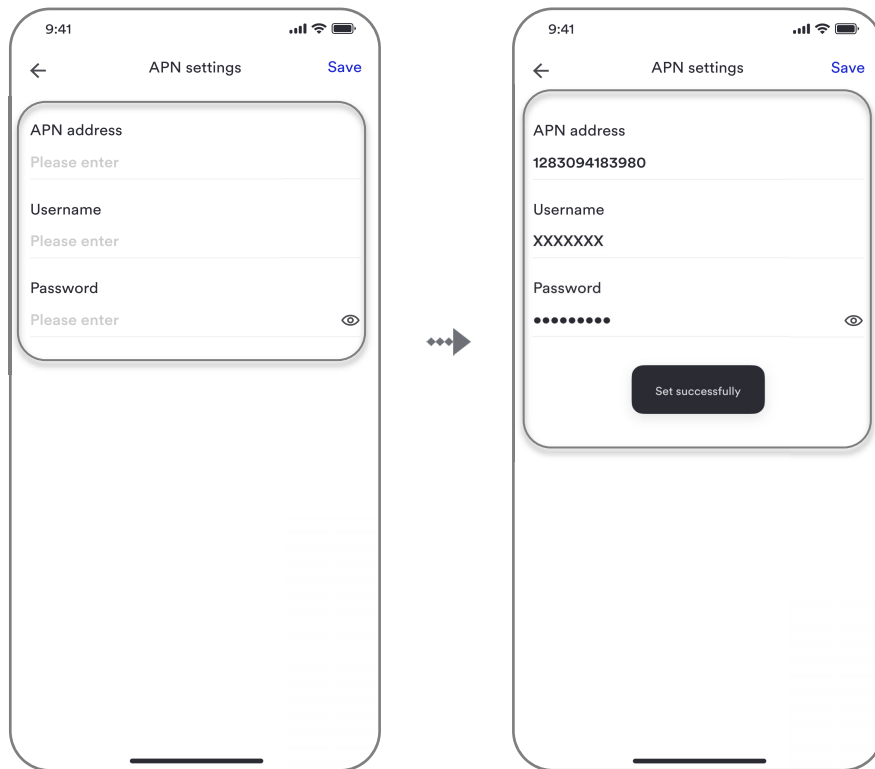 9:41
APN settings
Save
APN address
Please enter
Username
Please enter
Password
Please enter
9:41
APN settings
Save
APN address
1283094183980
Username
XXXXXXX
Password
●●●●●●●●●
Set successfully